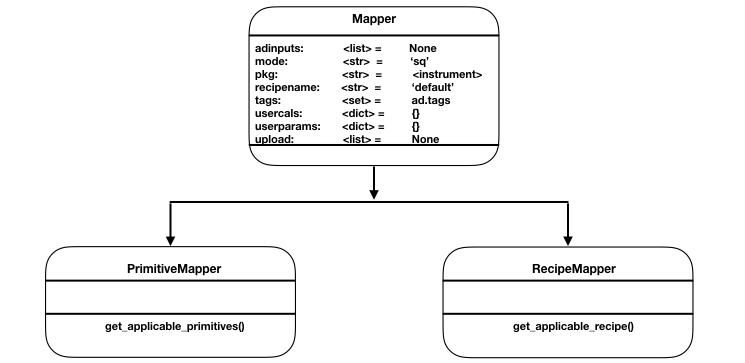 Mapper
adinputs: <list> = None
mode: <str> = ‘sq’
pkg: <str> = <instrument>
recipename: <str> = ‘default’
tags: <set> = ad.tags
usercals: <dict> = {}
userparams: <dict> = {}
upload: <list> = None
PrimitiveMapper
get_applicable_primitives()
RecipeMapper
get_applicable_recipe()